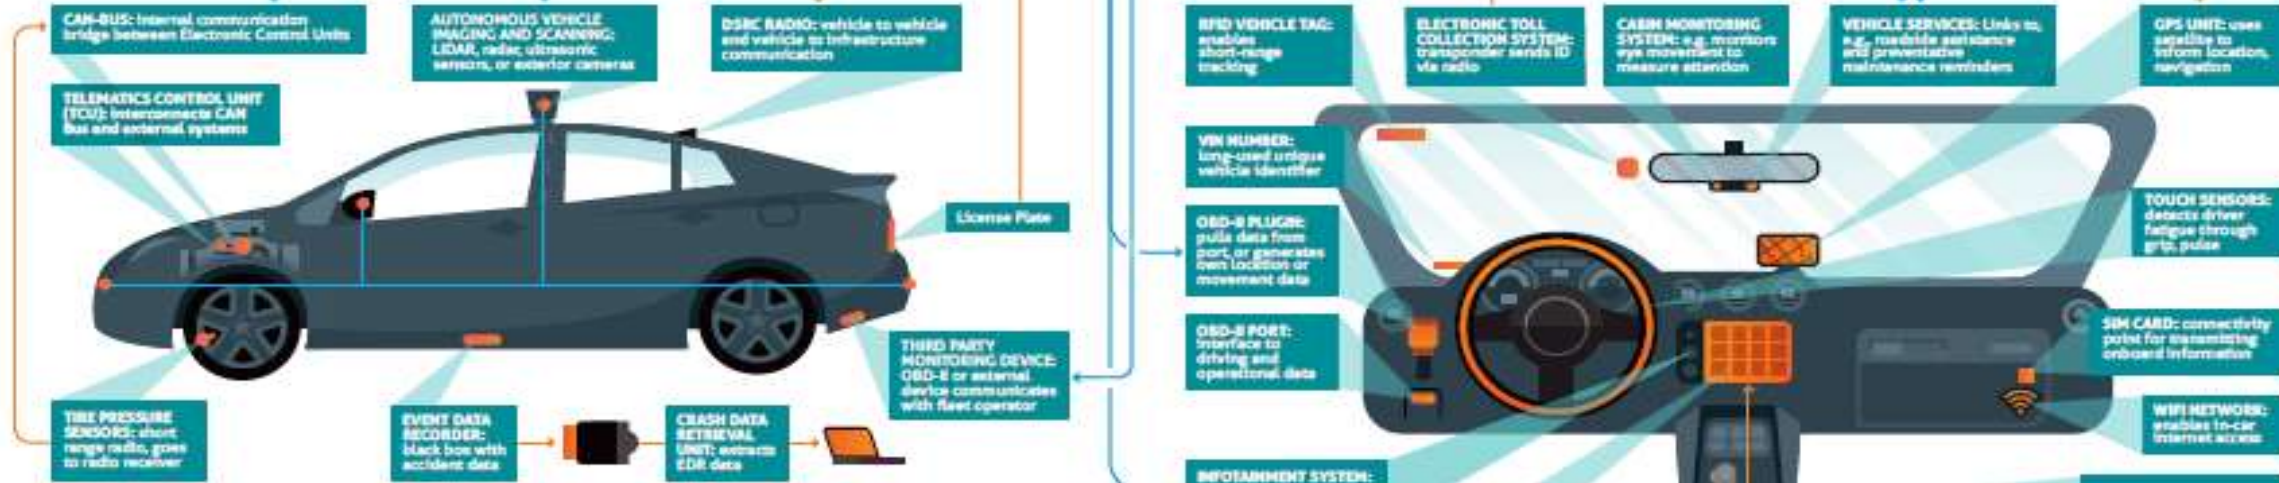 CAN-BUS: internal communication
bridge between Electronic Control Units
AUTONOMOUS VEHICLE
IMAGING AND SCANNING:
LIDAR, radar, ultrasonic
sensors, or exterior cameras
DSRC RADIO: vehicle to vehicle
and vehicle to infrastructure
communication
TELEMATICS CONTROL UNIT
(TCU): interconnects CAN
Bus and external systems
License Plate
THIRD PARTY
MONITORING DEVICE:
OBD-II or external
device communicates
with fleet operator
TIRE PRESSURE
SENSORS: short
range radio, goes
to radio receiver
EVENT DATA
RECORDER:
black box with
accident data
CRASH DATA
RETRIEVAL
UNIT: extracts
EDR data
RFID VEHICLE TAG:
enables
short-range
tracking
ELECTRONIC TOLL
COLLECTION SYSTEM:
transponder sends ID
via radio
CABIN MONITORING
SYSTEM: e.g. monitors
eye movement to
measure attention
VEHICLE SERVICES: Links to,
e.g., roadside assistance
and preventative
maintenance reminders
GPS UNIT: uses
satellite to
inform location,
navigation
VIN NUMBER:
long-used unique
vehicle identifier
OBD-II PLUGIN:
pulls data from
port, or generates
own location or
movement data
OBD-II PORT:
interface to
driving and
operational data
TOUCH SENSORS:
detects driver
fatigue through
grip, pulse
SIM CARD: connectivity
point for transmitting
onboard information
WIFI NETWORK:
enables in-car
internet access
INFOTAINMENT SYSTEM: